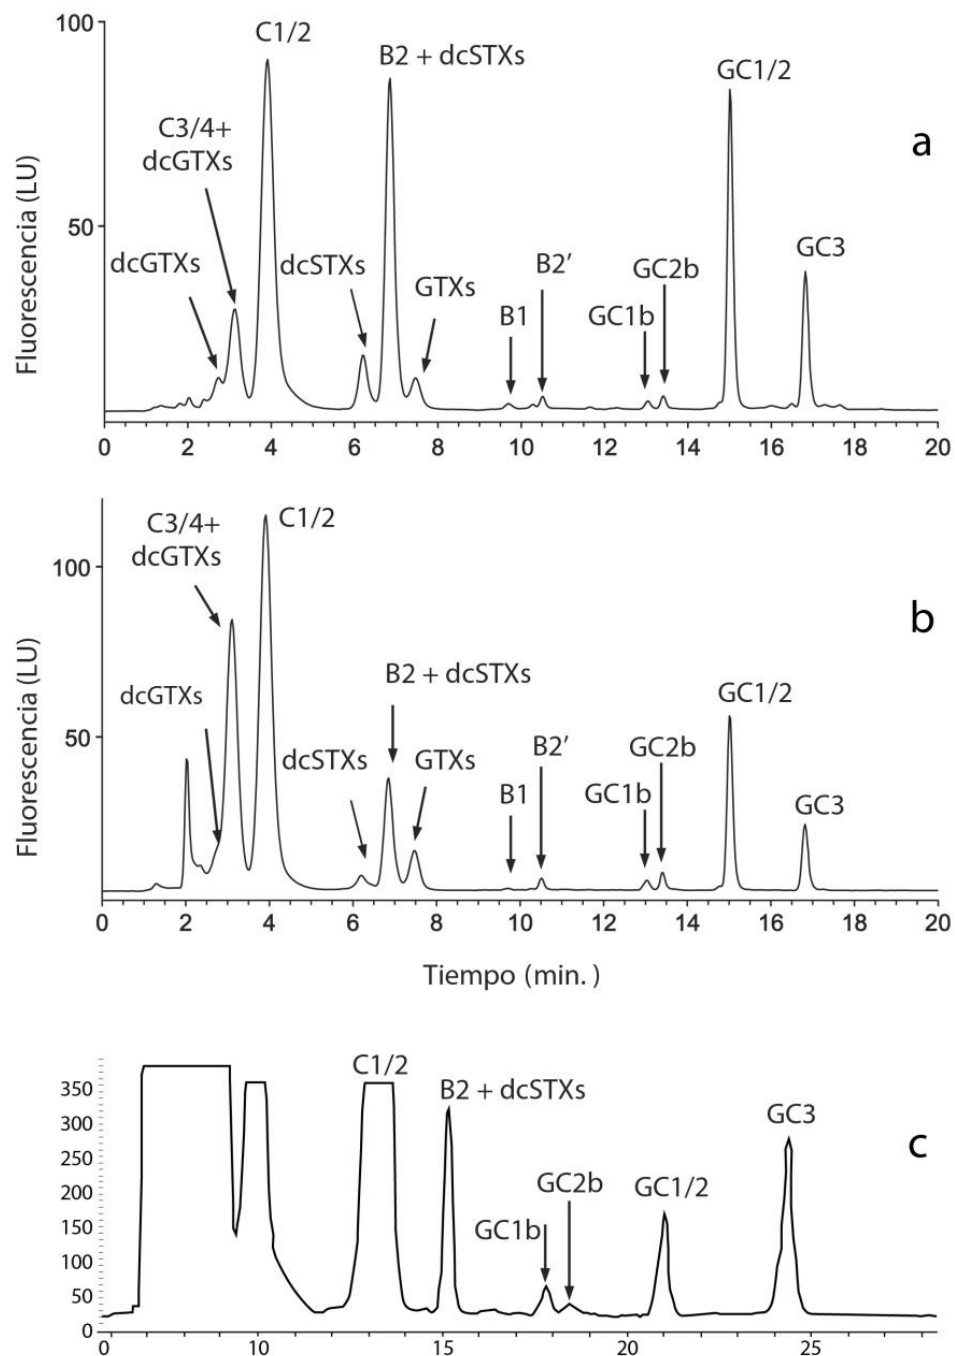 100
C1/2
B2 + dcSTXs
GC1/2
C3/4+
dcGTXs
a
Fluorescencia (LU)
50
dcGTXs
dcSTXs
GTXs
B2′
GC2b
GC3
B1
GC1b
0 2 4 6 8 10 12 14 16 18 20
C3/4+
dcGTXs
C1/2
100
b
Fluorescencia (LU)
B2 + dcSTXs
dcGTXs
GC1/2
50
dcSTXs
GTXs
B2′
GC2b
B1
GC1b
GC3
0 2 4 6 8 10 12 14 16 18 20
Tiempo (min. )
C1/2
350
B2 + dcSTXs
300
GC3
c
250
GC2b
GC1/2
200
GC1b
150
100
50
0
0 10 15 20 25